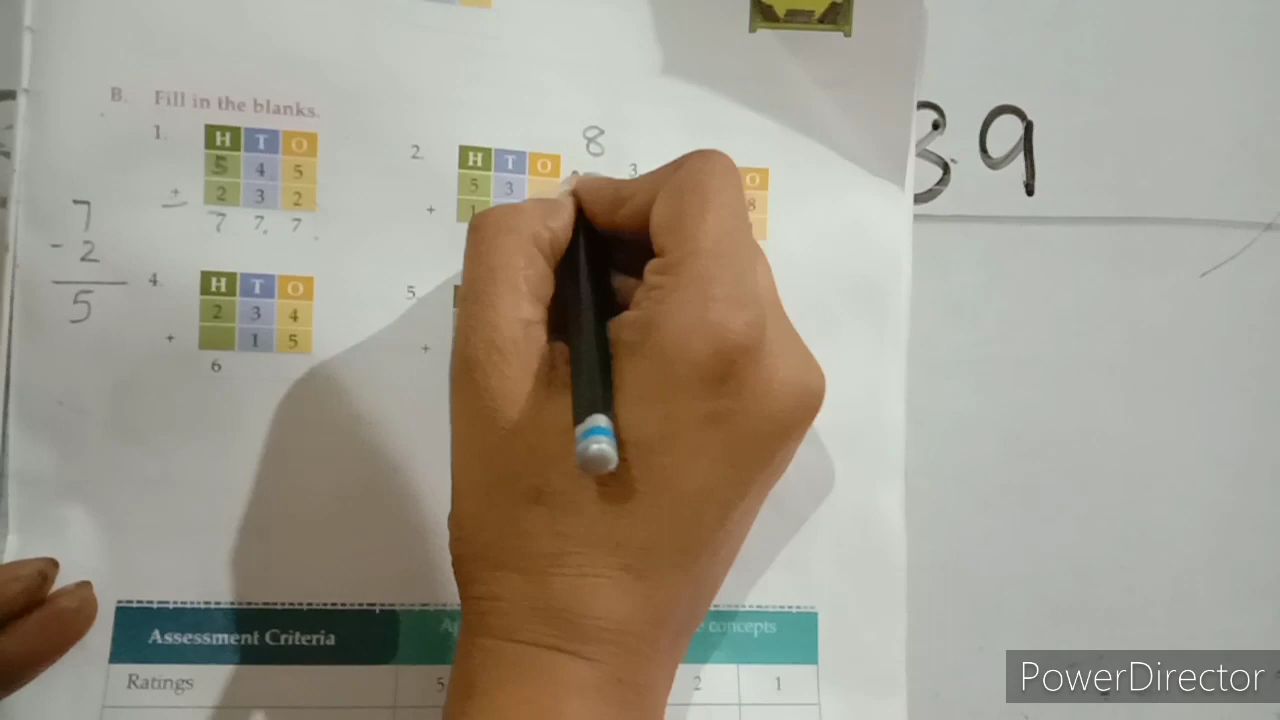 B. Fill in the blanks.
1.
H T O
5 4 5
+ 2 3 2
7 7 7
7
- 2
5
2.
H T O
5 3
+ 1
8
3.
O
8
39
4.
H T O
2 3 4
+ 1 5
6
5.
+
Assessment Criteria
concepts
Ratings 5 2 1
PowerDirector